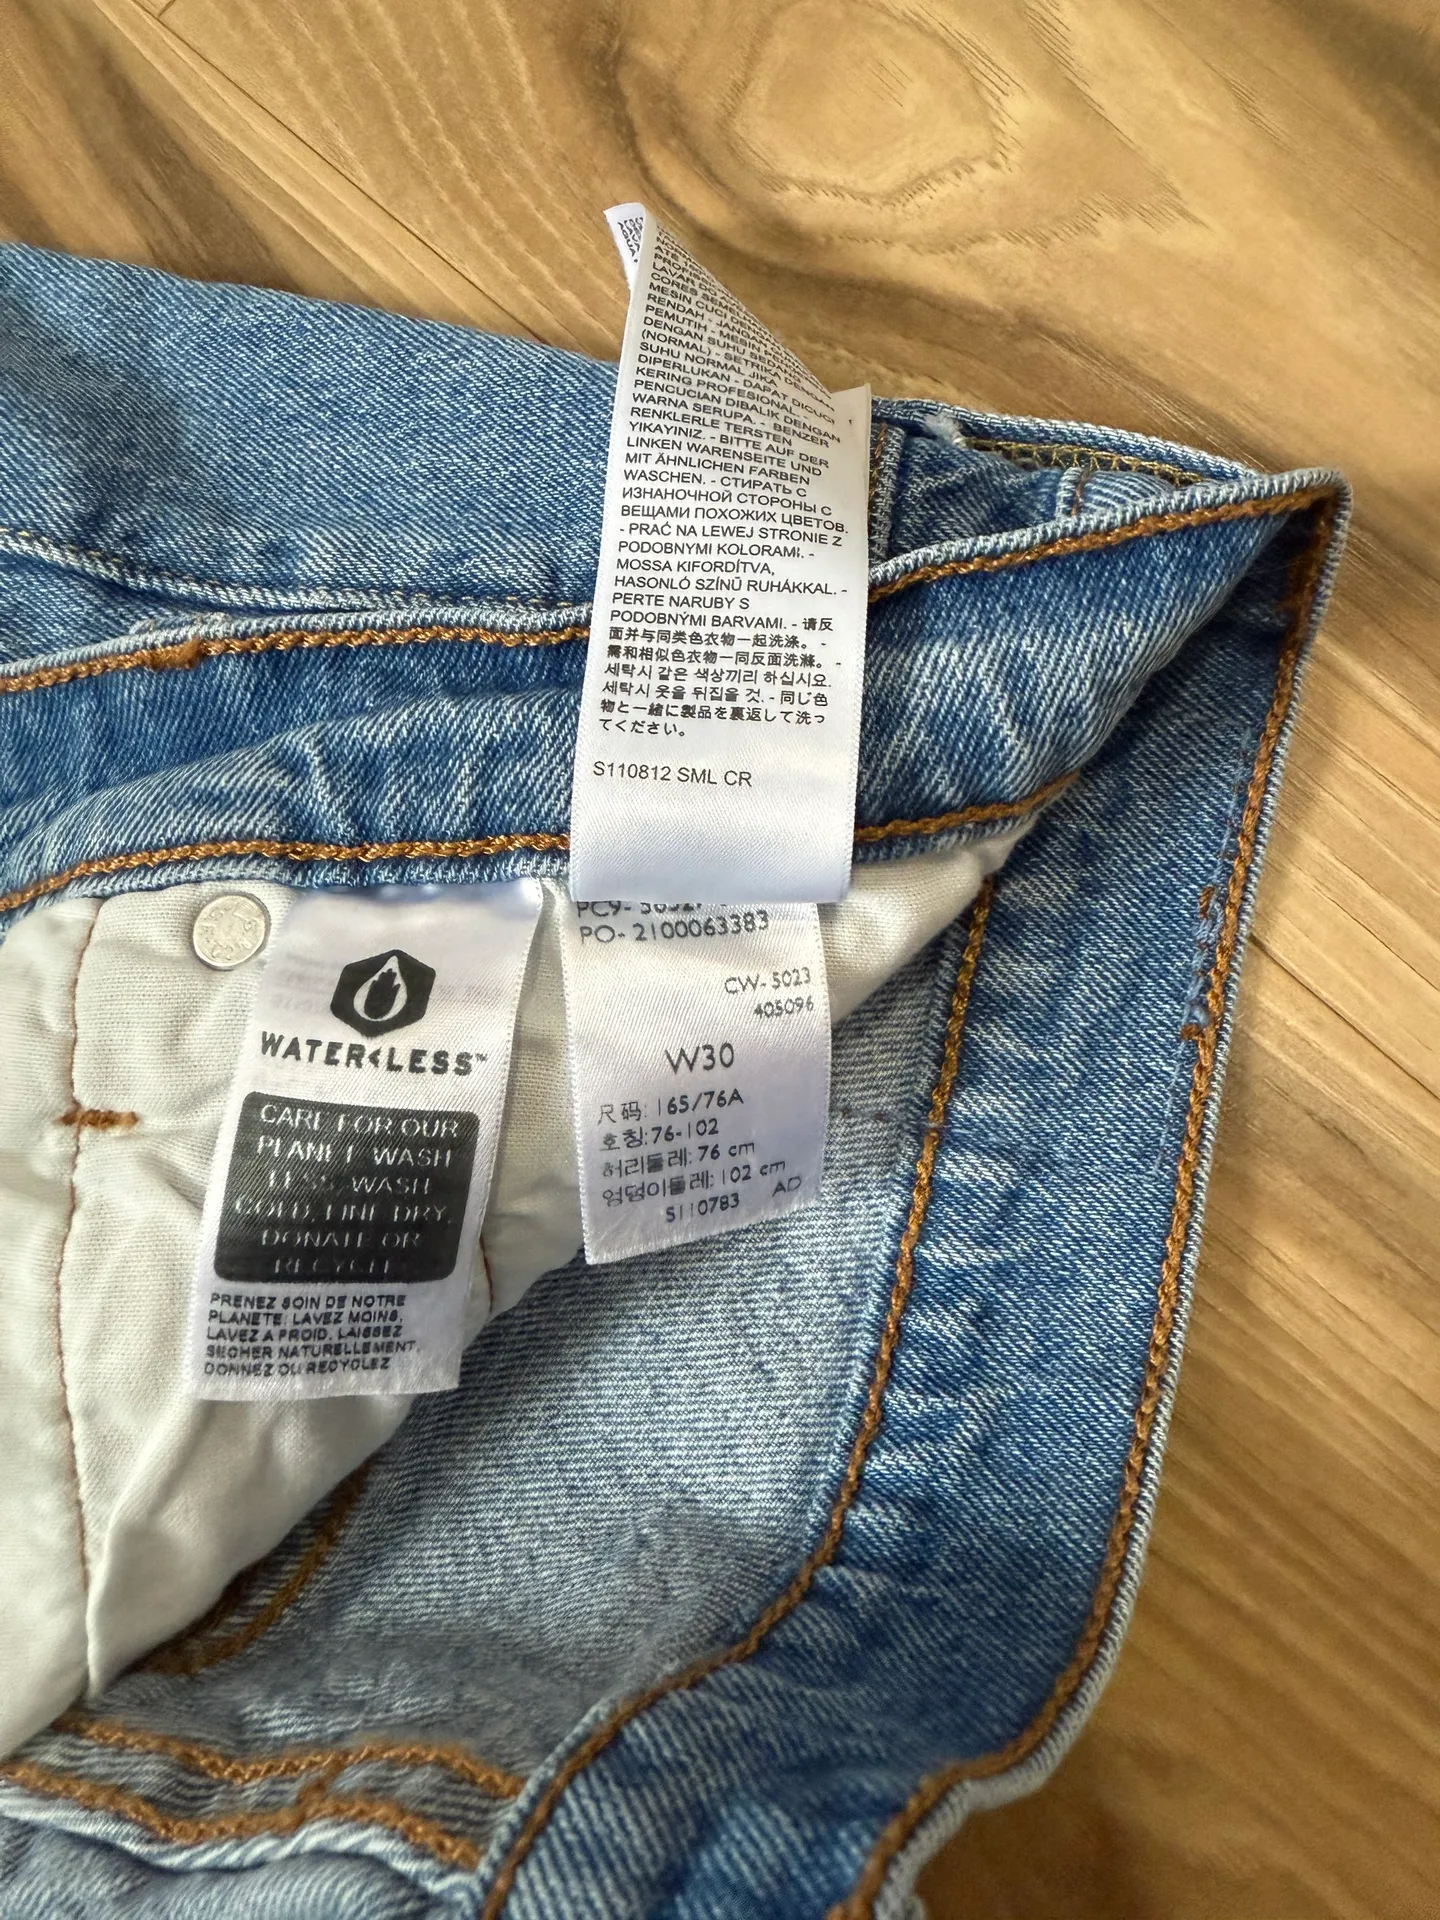 MESIN CUCI DENGAN
PEMUTIH - MESIN
DENGAN SUHU SEDANG
(NORMAL) - SETRIKA DENGAN
SUHU NORMAL JIKA
DIPERLUKAN - DAPAT DICUCI
KERING PROFESIONAL. -
PENCUCIAN DIBALIK DENGAN
WARNA SERUPA. - BENZER
RENKLERLE TERSTEN
YIKAYINIZ. - BITTE AUF DER
LINKEN WARENSEITE UND
MIT ÄHNLICHEN FARBEN
WASCHEN. - СТИРАТЬ С
ИЗНАНОЧНОЙ СТОРОНЫ С
ВЕЩАМИ ПОХОЖИХ ЦВЕТОВ.
- PRAĆ NA LEWEJ STRONIE Z
PODOBNYMI KOLORAMI. -
MOSSA KIFORDÍTVA,
HASONLÓ SZÍNŰ RUHÁKKAL. -
PERTE NARUBY S
PODOBNÝMI BARVAMI. - 请反
面并与同类色衣物一起洗涤。 -
需和相似色衣物一同反面洗滌。 -
세탁시 같은 색상끼리 하십시요.
세탁시 옷을 뒤집을 것. - 同じ色
物と一緒に製品を裏返して洗っ
てください。
S110812 SML CR
PO- 2100063383
CW- 5023
405096
W30
尺码: 165/76A
호칭: 76-102
허리둘레: 76 cm
엉덩이둘레: 102 cm
S110783 AD
WATER<LESS™
CARE FOR OUR
PLANET WASH
LESS, WASH
COLD, LINE DRY,
DONATE OR
RECYCLE
PRENEZ SOIN DE NOTRE
PLANETE: LAVEZ MOINS,
LAVEZ A FROID, LAISSEZ
SECHER NATURELLEMENT,
DONNEZ OU RECYCLEZ